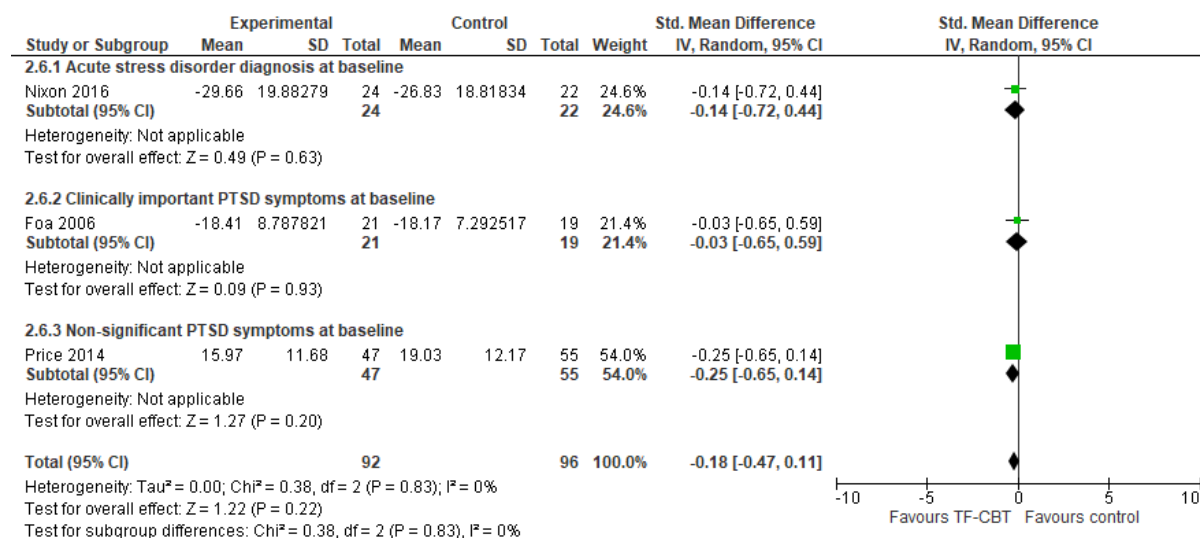 Experimental Control Std. Mean Difference Std. Mean Difference
Study or Subgroup Mean SD Total Mean SD Total Weight IV, Random, 95% CI IV, Random, 95% CI
2.6.1 Acute stress disorder diagnosis at baseline
Nixon 2016 -29.66 19.88279 24 -26.83 18.81834 22 24.6% -0.14 [-0.72, 0.44]
Subtotal (95% CI) 24 22 24.6% -0.14 [-0.72, 0.44]
Heterogeneity: Not applicable
Test for overall effect: Z = 0.49 (P = 0.63)
2.6.2 Clinically important PTSD symptoms at baseline
Foa 2006 -18.41 8.787821 21 -18.17 7.292517 19 21.4% -0.03 [-0.65, 0.59]
Subtotal (95% CI) 21 19 21.4% -0.03 [-0.65, 0.59]
Heterogeneity: Not applicable
Test for overall effect: Z = 0.09 (P = 0.93)
2.6.3 Non-significant PTSD symptoms at baseline
Price 2014 15.97 11.68 47 19.03 12.17 55 54.0% -0.25 [-0.65, 0.14]
Subtotal (95% CI) 47 55 54.0% -0.25 [-0.65, 0.14]
Heterogeneity: Not applicable
Test for overall effect: Z = 1.27 (P = 0.20)
Total (95% CI) 92 96 100.0% -0.18 [-0.47, 0.11]
Heterogeneity: Tau² = 0.00; Chi² = 0.38, df = 2 (P = 0.83); I² = 0%
Test for overall effect: Z = 1.22 (P = 0.22)
Test for subgroup differences: Chi² = 0.38, df = 2 (P = 0.83), I² = 0%
-10 -5 0 5 10
Favours TF-CBT Favours control